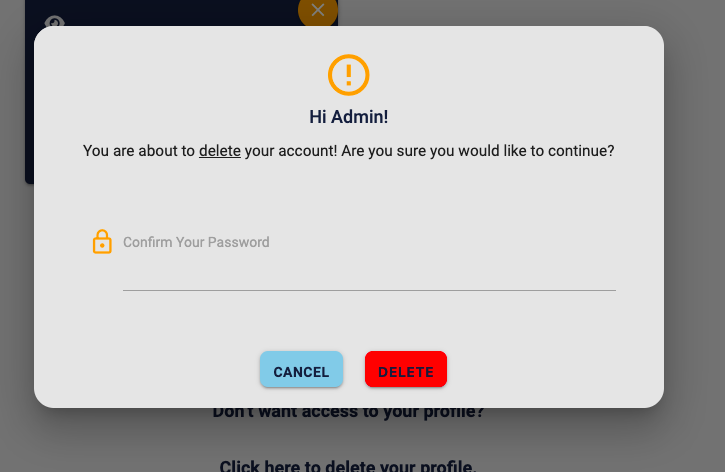 Hi Admin!
You are about to delete your account! Are you sure you would like to continue?
Confirm Your Password
CANCEL DELETE
Don't want access to your profile?
Click here to delete your profile.